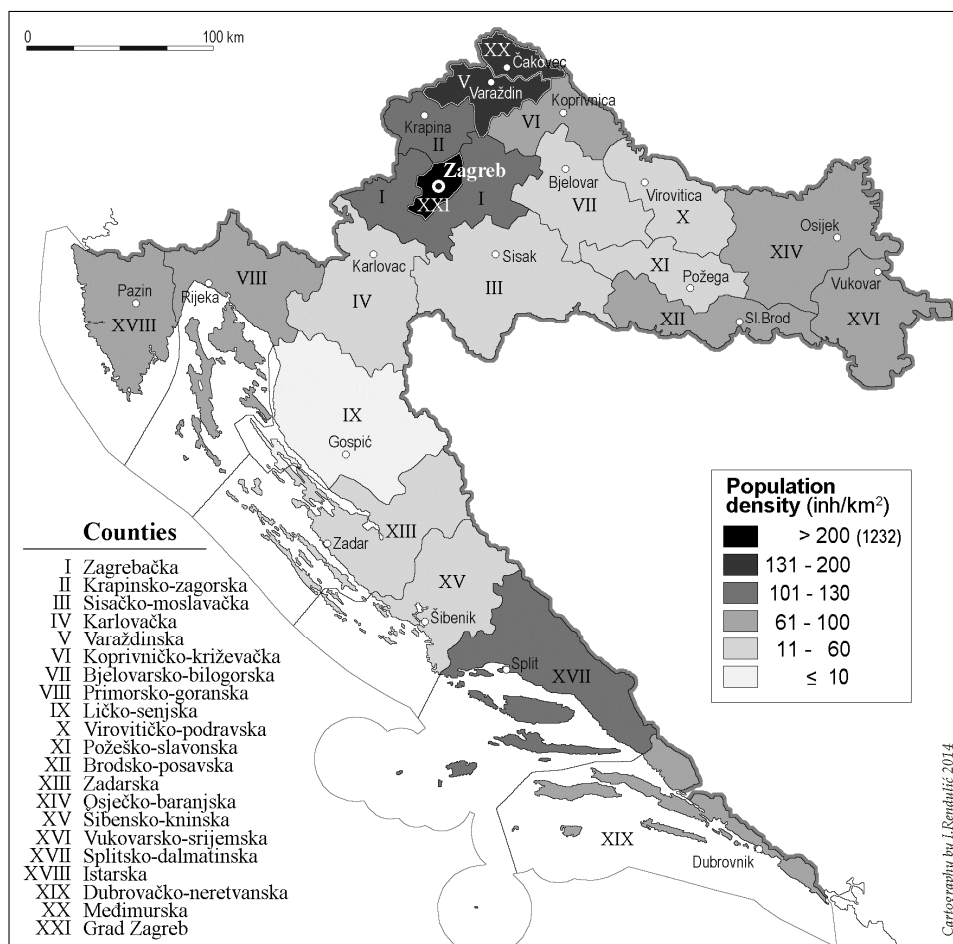 0 100 km
XX
Čakovec
V
Varaždin
Koprivnica
VI
Krapina
II
Zagreb
XXI
I
I
Bjelovar
VII
Virovitica
X
Osijek
XIV
Karlovac
IV
Sisak
III
XI
Požega
Vukovar
XVI
XII
Sl.Brod
Pazin
XVIII
Rijeka
VIII
IX
Gospić
XIII
Zadar
XV
Šibenik
Split
XVII
XIX
Dubrovnik
Population
density (inh/km²)
> 200 (1232)
131 - 200
101 - 130
61 - 100
11 - 60
≤ 10
Counties
I Zagrebačka
II Krapinsko-zagorska
III Sisačko-moslavačka
IV Karlovačka
V Varaždinska
VI Koprivničko-križevačka
VII Bjelovarsko-bilogorska
VIII Primorsko-goranska
IX Ličko-senjska
X Virovitičko-podravska
XI Požeško-slavonska
XII Brodsko-posavska
XIII Zadarska
XIV Osječko-baranjska
XV Šibensko-kninska
XVI Vukovarsko-srijemska
XVII Splitsko-dalmatinska
XVIII Istarska
XIX Dubrovačko-neretvanska
XX Međimurska
XXI Grad Zagreb
Cartography by I.Rendulić 2014